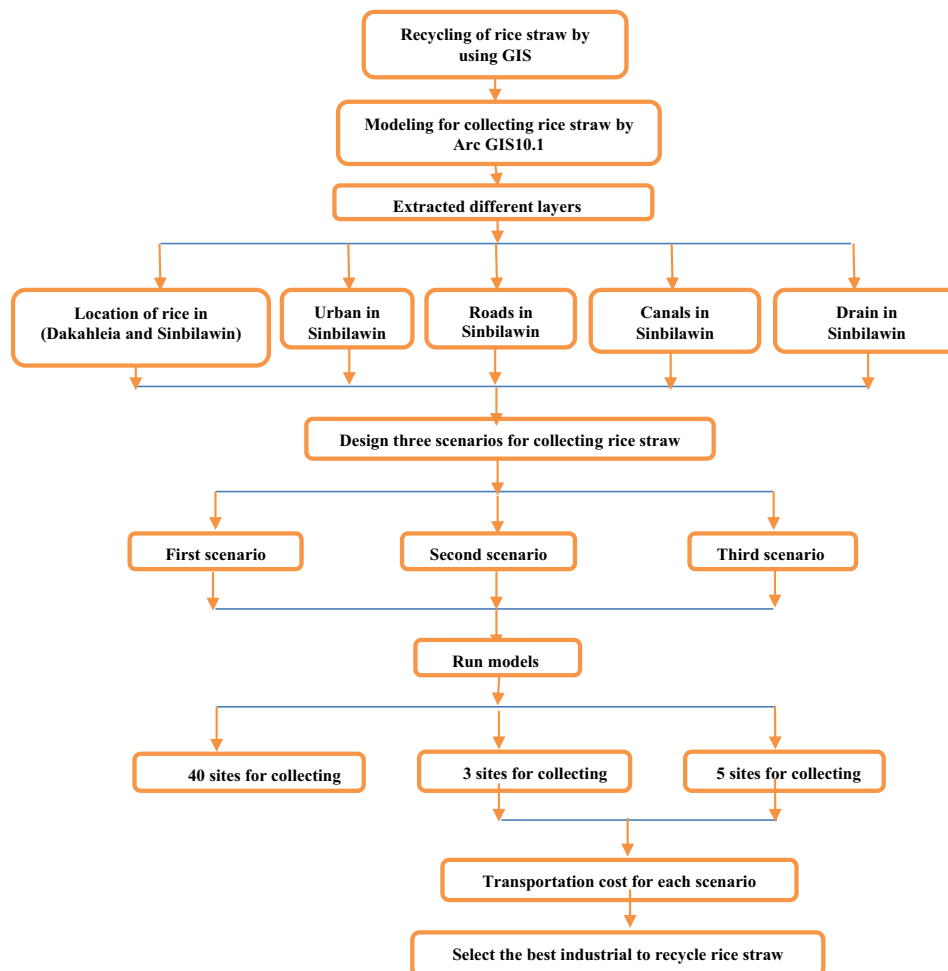 Recycling of rice straw by
using GIS
Modeling for collecting rice straw by
Arc GIS10.1
Extracted different layers
Location of rice in
(Dakahleia and Sinbilawin)
Urban in
Sinbilawin
Roads in
Sinbilawin
Canals in
Sinbilawin
Drain in
Sinbilawin
Design three scenarios for collecting rice straw
First scenario
Second scenario
Third scenario
Run models
40 sites for collecting
3 sites for collecting
5 sites for collecting
Transportation cost for each scenario
Select the best industrial to recycle rice straw